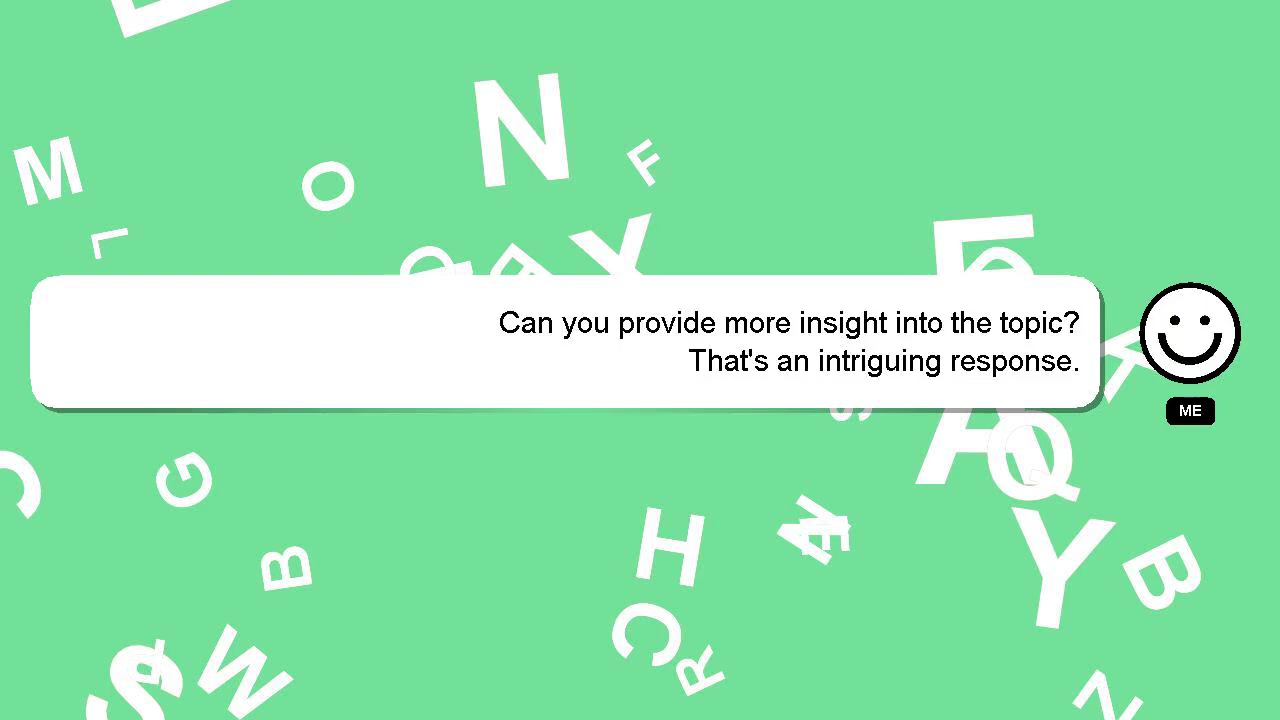 Can you provide more insight into the topic?
That's an intriguing response.
ME